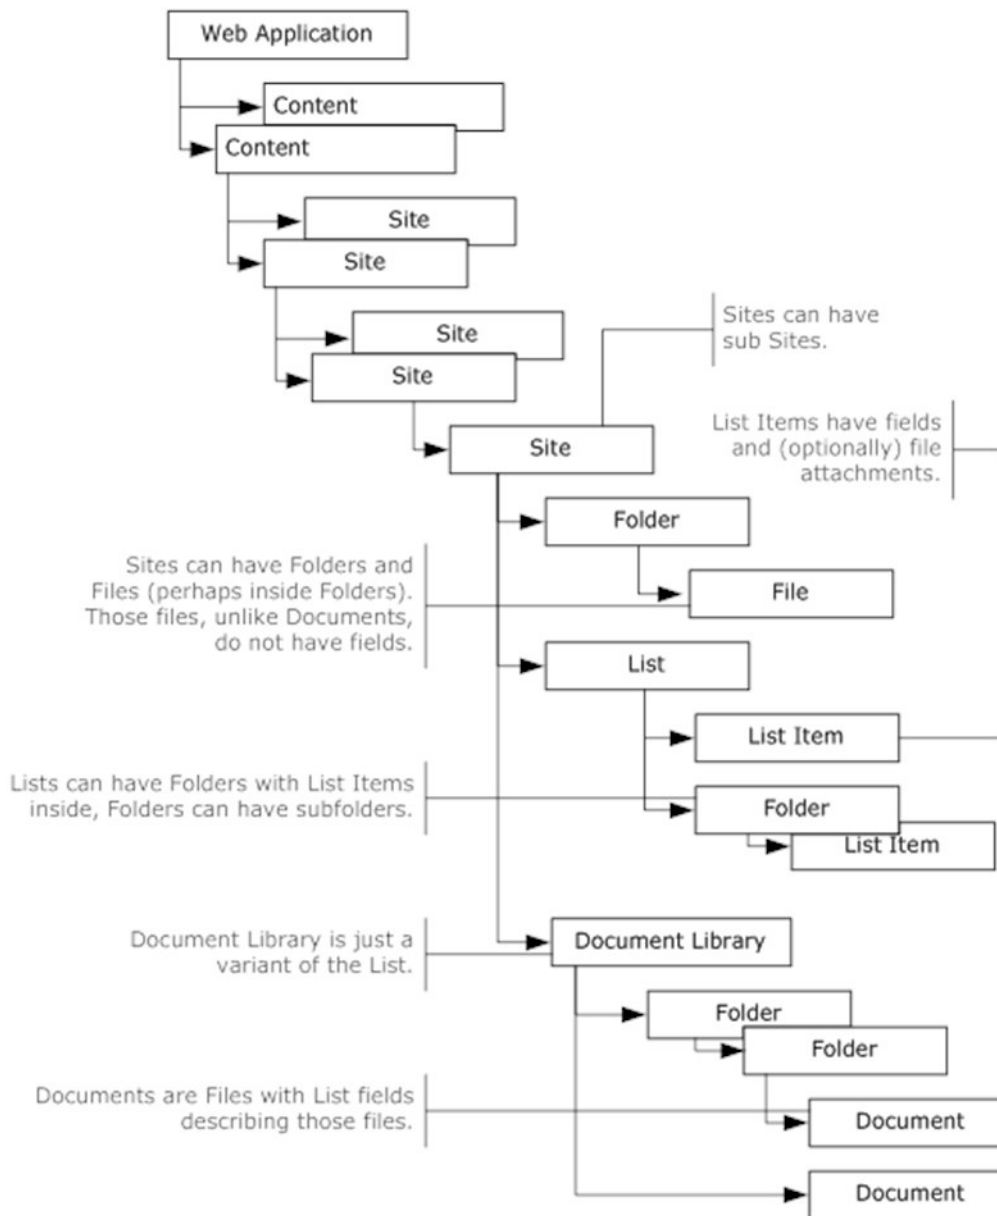 Web Application
Content
Content
Site
Site
Sites can have
sub Sites.
Site
Site
List Items have fields
and (optionally) file
attachments.
Site
Folder
Sites can have Folders and
Files (perhaps inside Folders).
Those files, unlike Documents,
do not have fields.
File
List
List Item
Lists can have Folders with List Items
inside, Folders can have subfolders.
Folder
List Item
Document Library is just a
variant of the List.
Document Library
Folder
Folder
Documents are Files with List fields
describing those files.
Document
Document